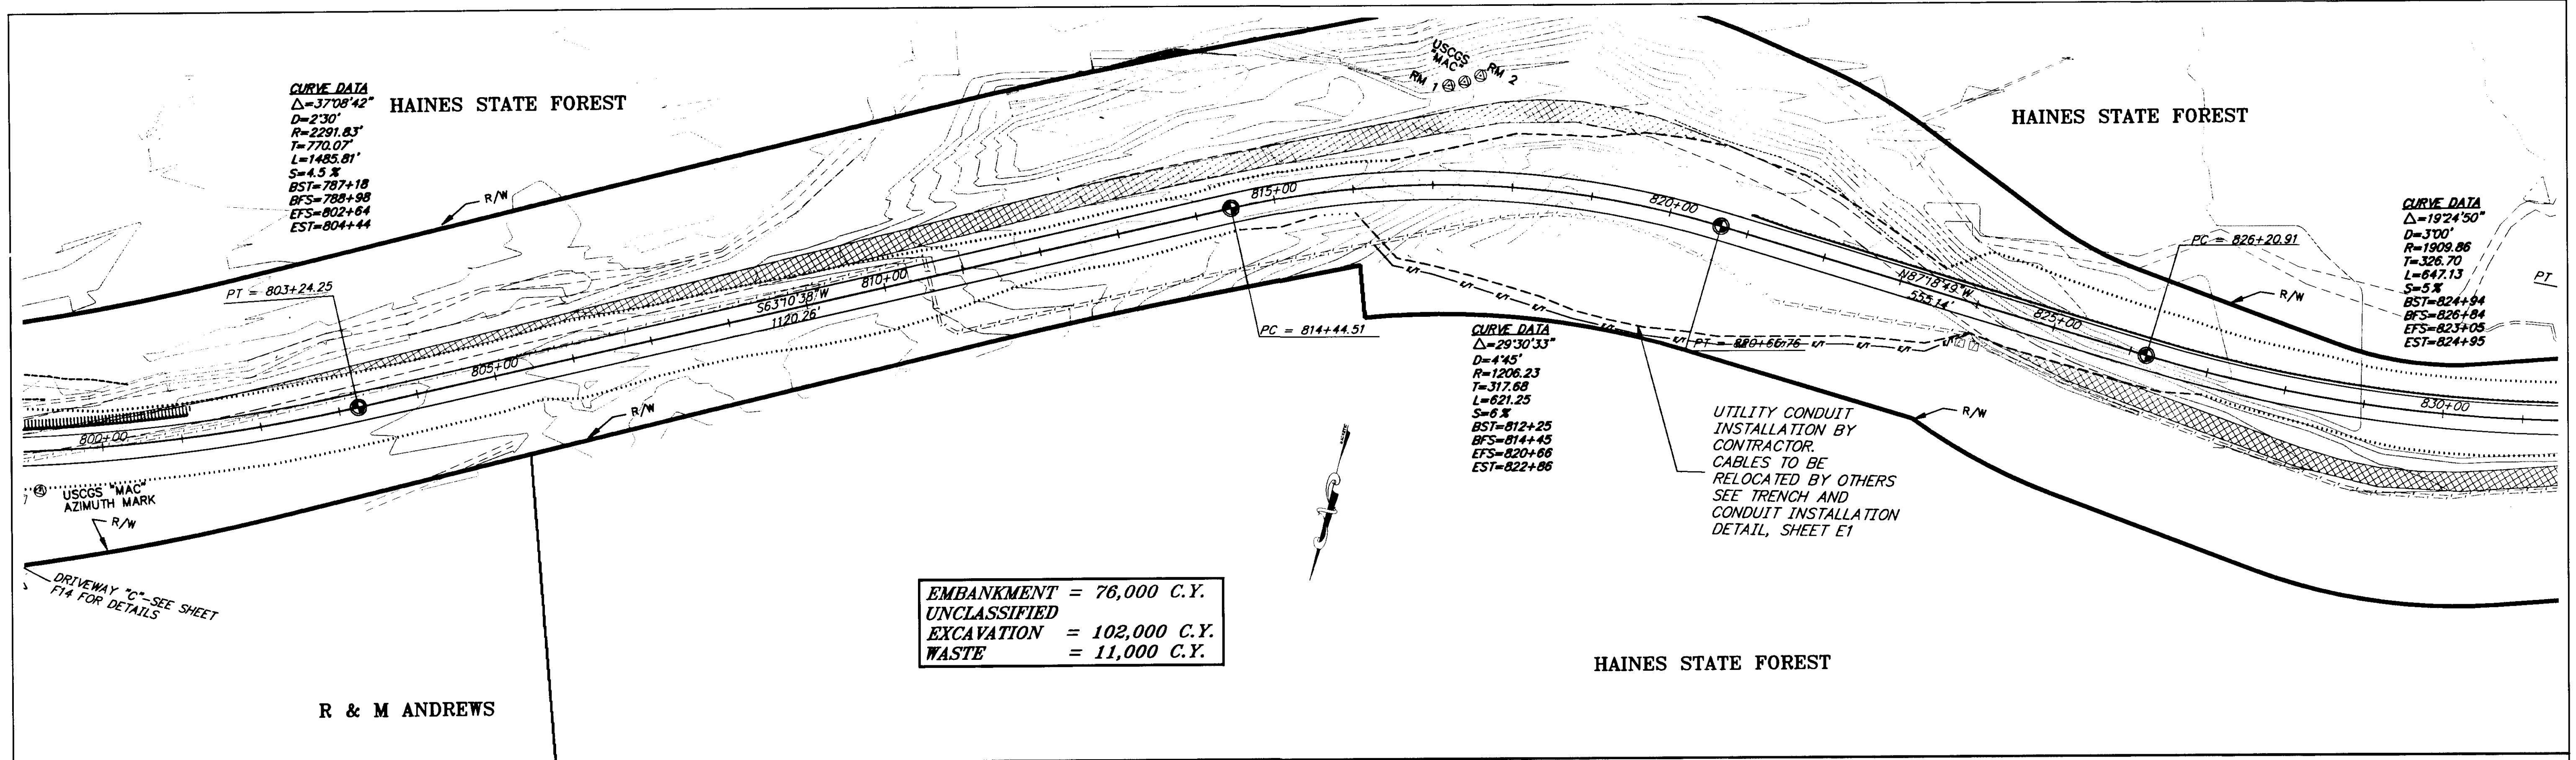 CURVE DATA
Δ=37°08'42"
D=2°30'
R=2291.83'
T=770.07'
L=1485.81'
S=4.5 %
BST=787+18
BFS=788+98
EFS=802+64
EST=804+44
HAINES STATE FOREST
R/W
USCGS
"MAC"
RM 1
RM 2
HAINES STATE FOREST
CURVE DATA
Δ=19°24'50"
D=3°00'
R=1909.86
T=326.70
L=647.13
S=5 %
BST=824+94
BFS=826+84
EFS=823+05
EST=824+95
PT
PC = 826+20.91
R/W
PT = 803+24.25
800+00
805+00
810+00
815+00
820+00
825+00
830+00
S63°10'38"W
1120.26'
N87°18'49"W
555.14'
PC = 814+44.51
CURVE DATA
Δ=29°30'33"
D=4°45'
R=1206.23
T=317.68
L=621.25
S=6 %
BST=812+25
BFS=814+45
EFS=820+66
EST=822+86
PT = 820+65.76
R/W
R/W
UTILITY CONDUIT
INSTALLATION BY
CONTRACTOR.
CABLES TO BE
RELOCATED BY OTHERS
SEE TRENCH AND
CONDUIT INSTALLATION
DETAIL, SHEET E1
USCGS "MAC"
AZIMUTH MARK
R/W
DRIVEWAY "C"-SEE SHEET
F14 FOR DETAILS
EMBANKMENT = 76,000 C.Y.
UNCLASSIFIED
EXCAVATION = 102,000 C.Y.
WASTE = 11,000 C.Y.
HAINES STATE FOREST
R & M ANDREWS